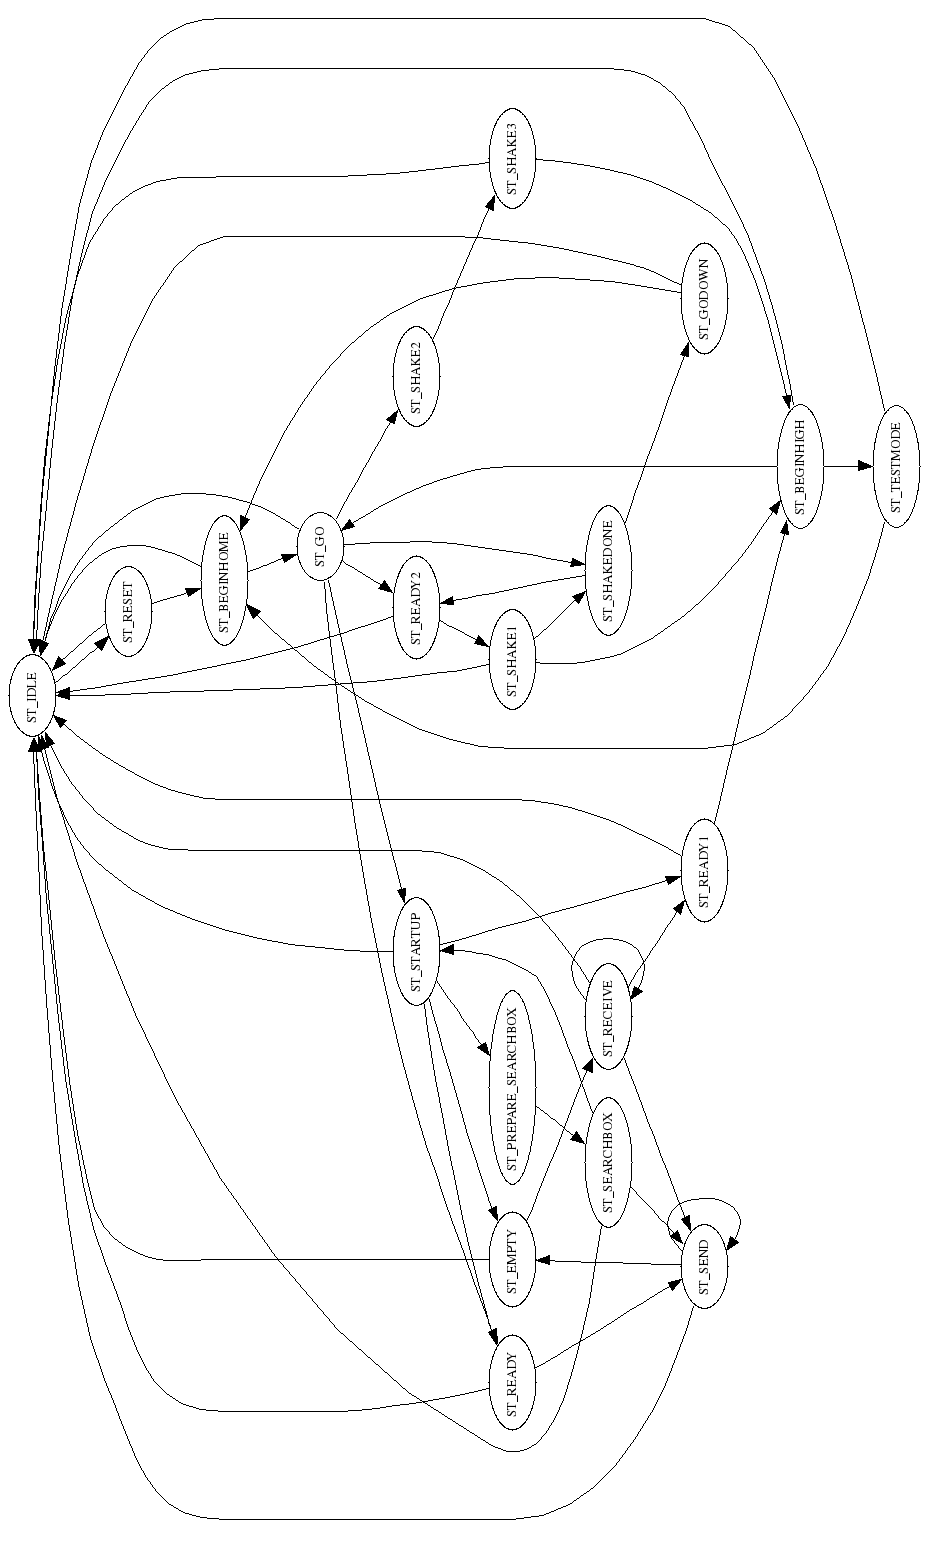 ST_IDLE
ST_RESET
ST_BEGINHOME
ST_GO
ST_SHAKE2
ST_READY2
ST_STARTUP
ST_SHAKE3
ST_SHAKE1
ST_PREPARE_SEARCHBOX
ST_EMPTY
ST_READY
ST_SHAKEDONE
ST_RECEIVE
ST_SEARCHBOX
ST_GODOWN
ST_READY1
ST_SEND
ST_BEGINHIGH
ST_TESTMODE